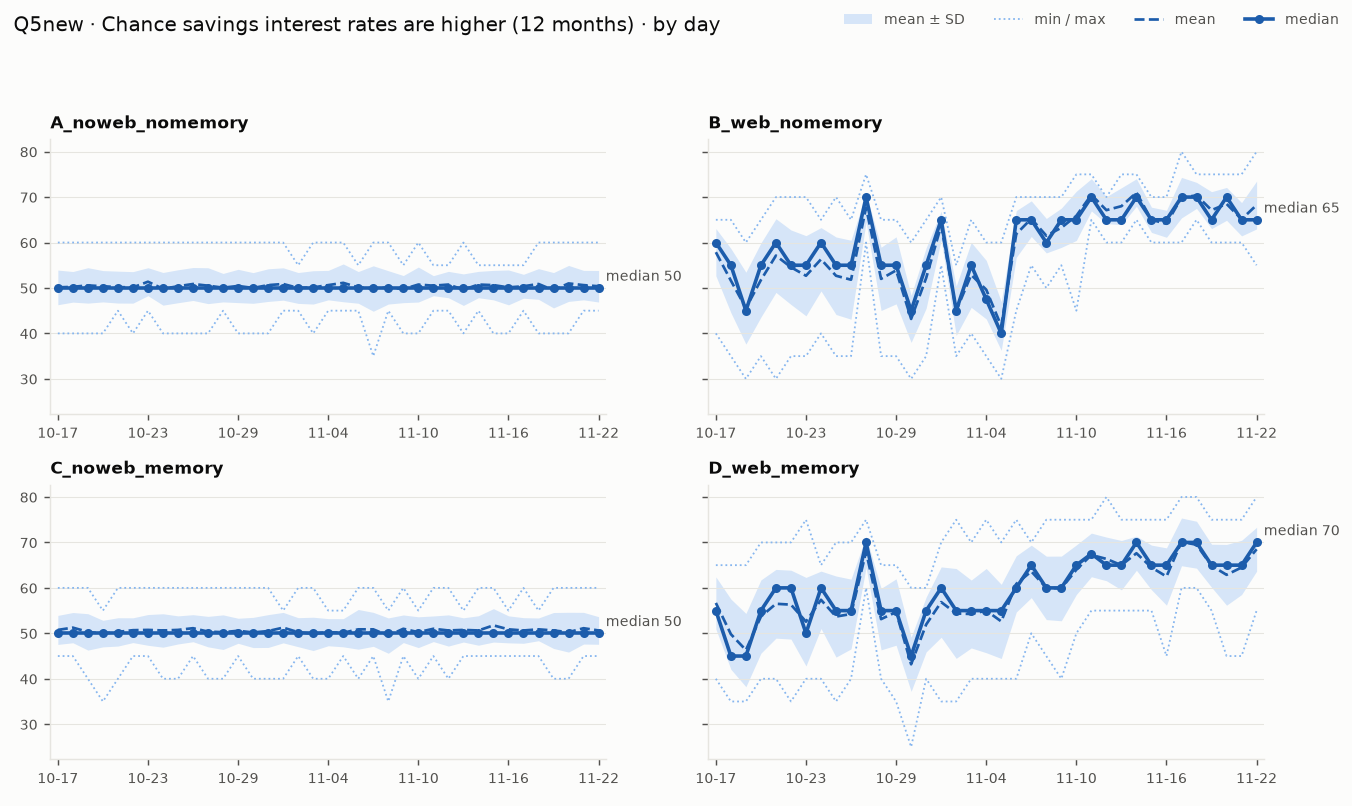 Q5new · Chance savings interest rates are higher (12 months) · by day
mean ± SD min / max mean median
A_noweb_nomemory
80
70
60
50
40
30
median 50
10-17 10-23 10-29 11-04 11-10 11-16 11-22
B_web_nomemory
median 65
10-17 10-23 10-29 11-04 11-10 11-16 11-22
C_noweb_memory
80
70
60
50
40
30
median 50
10-17 10-23 10-29 11-04 11-10 11-16 11-22
D_web_memory
median 70
10-17 10-23 10-29 11-04 11-10 11-16 11-22